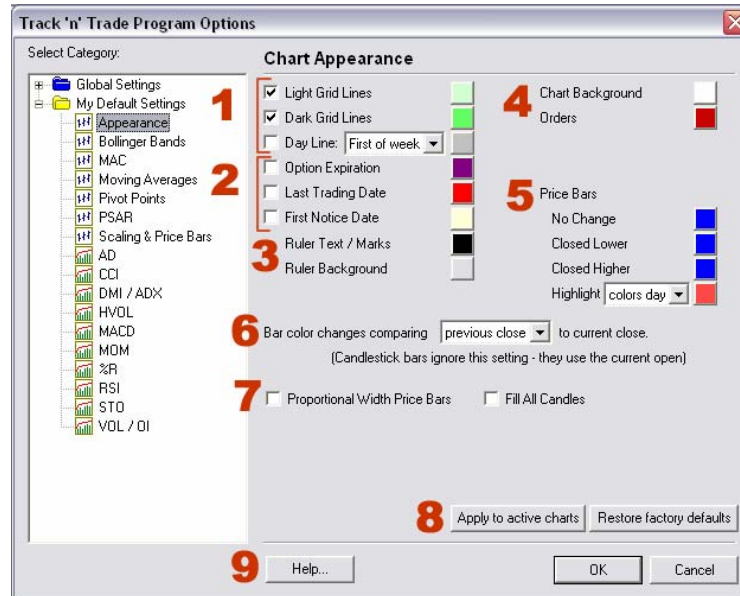 Track 'n' Trade Program Options
Select Category:
Global Settings
My Default Settings
Appearance
Bollinger Bands
MAC
Moving Averages
Pivot Points
PSAR
Scaling & Price Bars
AD
CCI
DMI / ADX
HVOL
MACD
MOM
%R
RSI
STO
VOL / OI
Chart Appearance
1
Light Grid Lines
Dark Grid Lines
Day Line: First of week
2
Option Expiration
Last Trading Date
First Notice Date
3
Ruler Text / Marks
Ruler Background
4
Chart Background
Orders
5
Price Bars
No Change
Closed Lower
Closed Higher
Highlight colors day
6
Bar color changes comparing previous close to current close.
(Candlestick bars ignore this setting - they use the current open)
7
Proportional Width Price Bars Fill All Candles
8
Apply to active charts Restore factory defaults
9
Help... OK Cancel